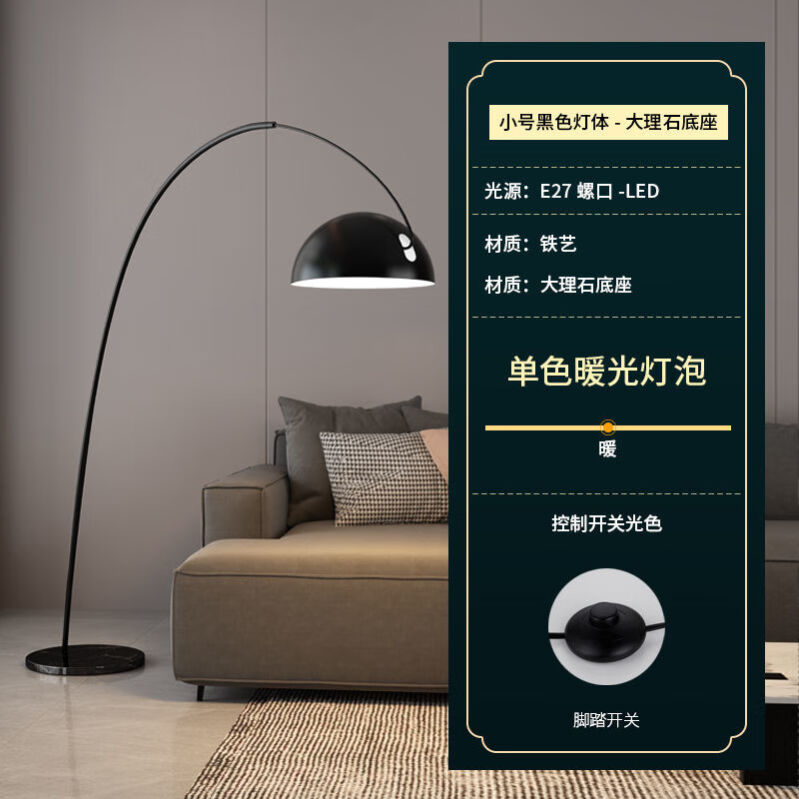 小号黑色灯体 - 大理石底座
光源：E27 螺口 -LED
材质：铁艺
材质：大理石底座
单色暖光灯泡
暖
控制开关光色
脚踏开关